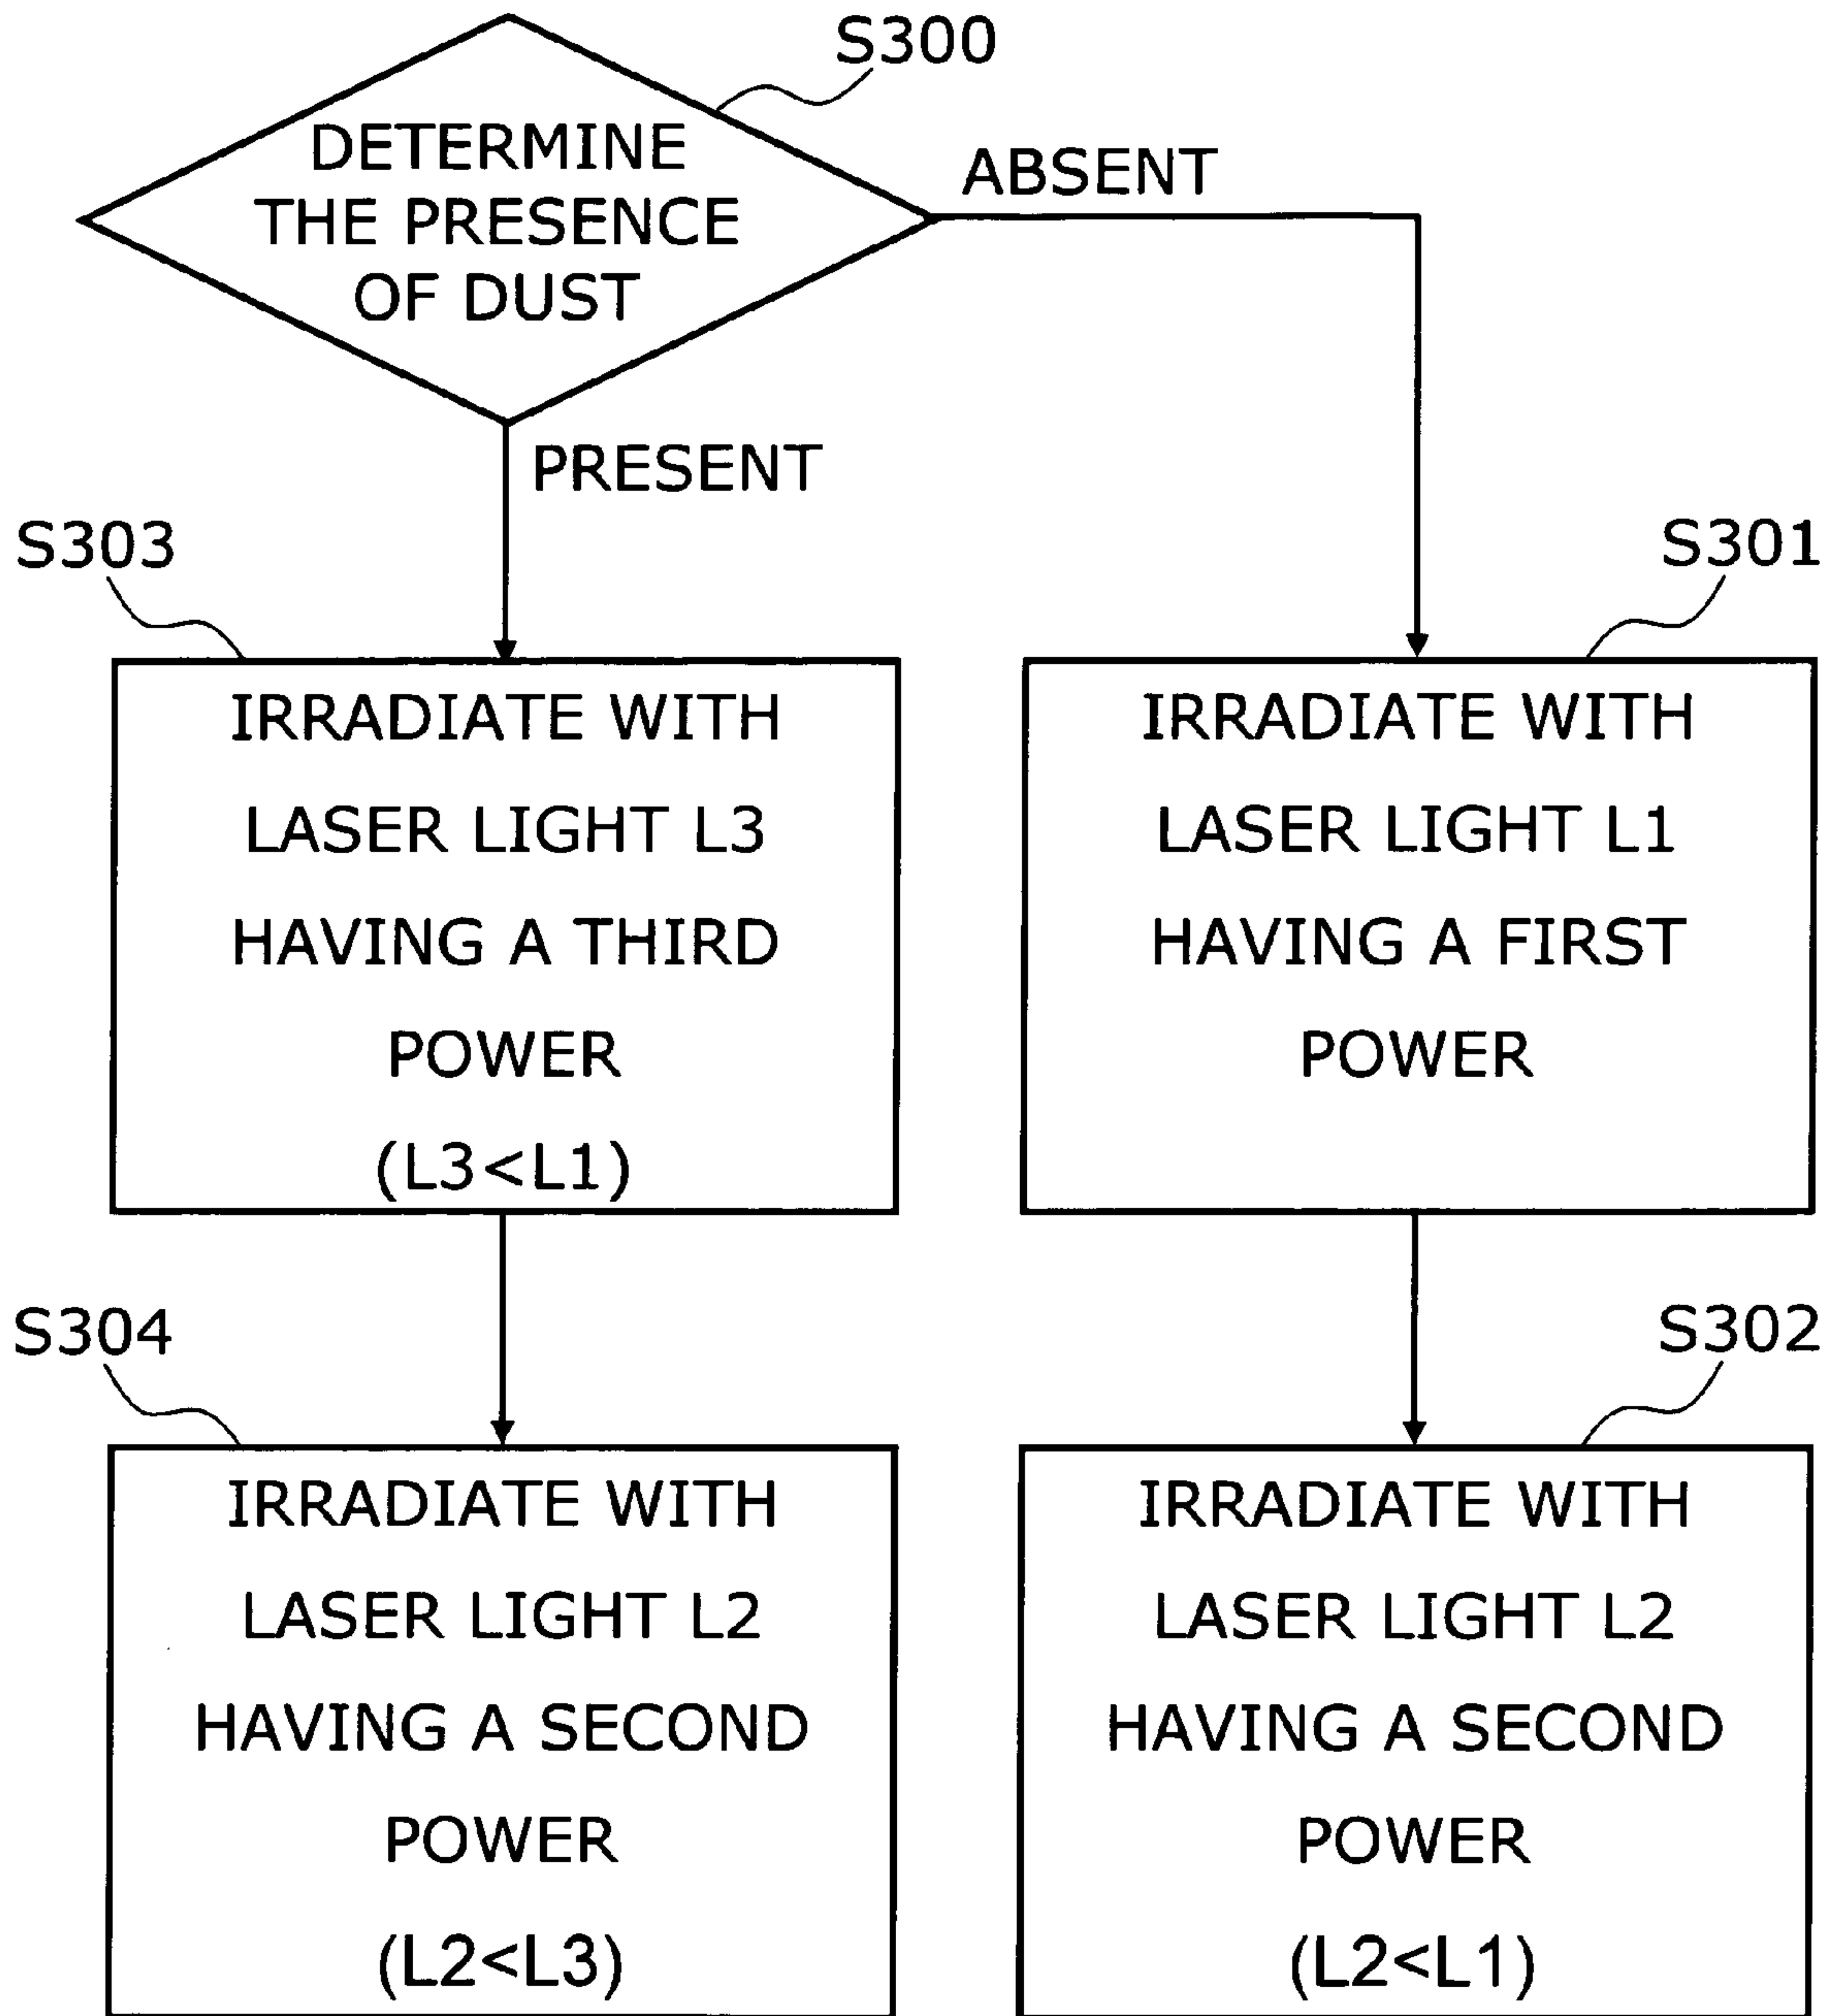 S300
DETERMINE
THE PRESENCE
OF DUST
ABSENT
PRESENT
S303
IRRADIATE WITH
LASER LIGHT L3
HAVING A THIRD
POWER
(L3<L1)
S301
IRRADIATE WITH
LASER LIGHT L1
HAVING A FIRST
POWER
S304
IRRADIATE WITH
LASER LIGHT L2
HAVING A SECOND
POWER
(L2<L3)
S302
IRRADIATE WITH
LASER LIGHT L2
HAVING A SECOND
POWER
(L2<L1)